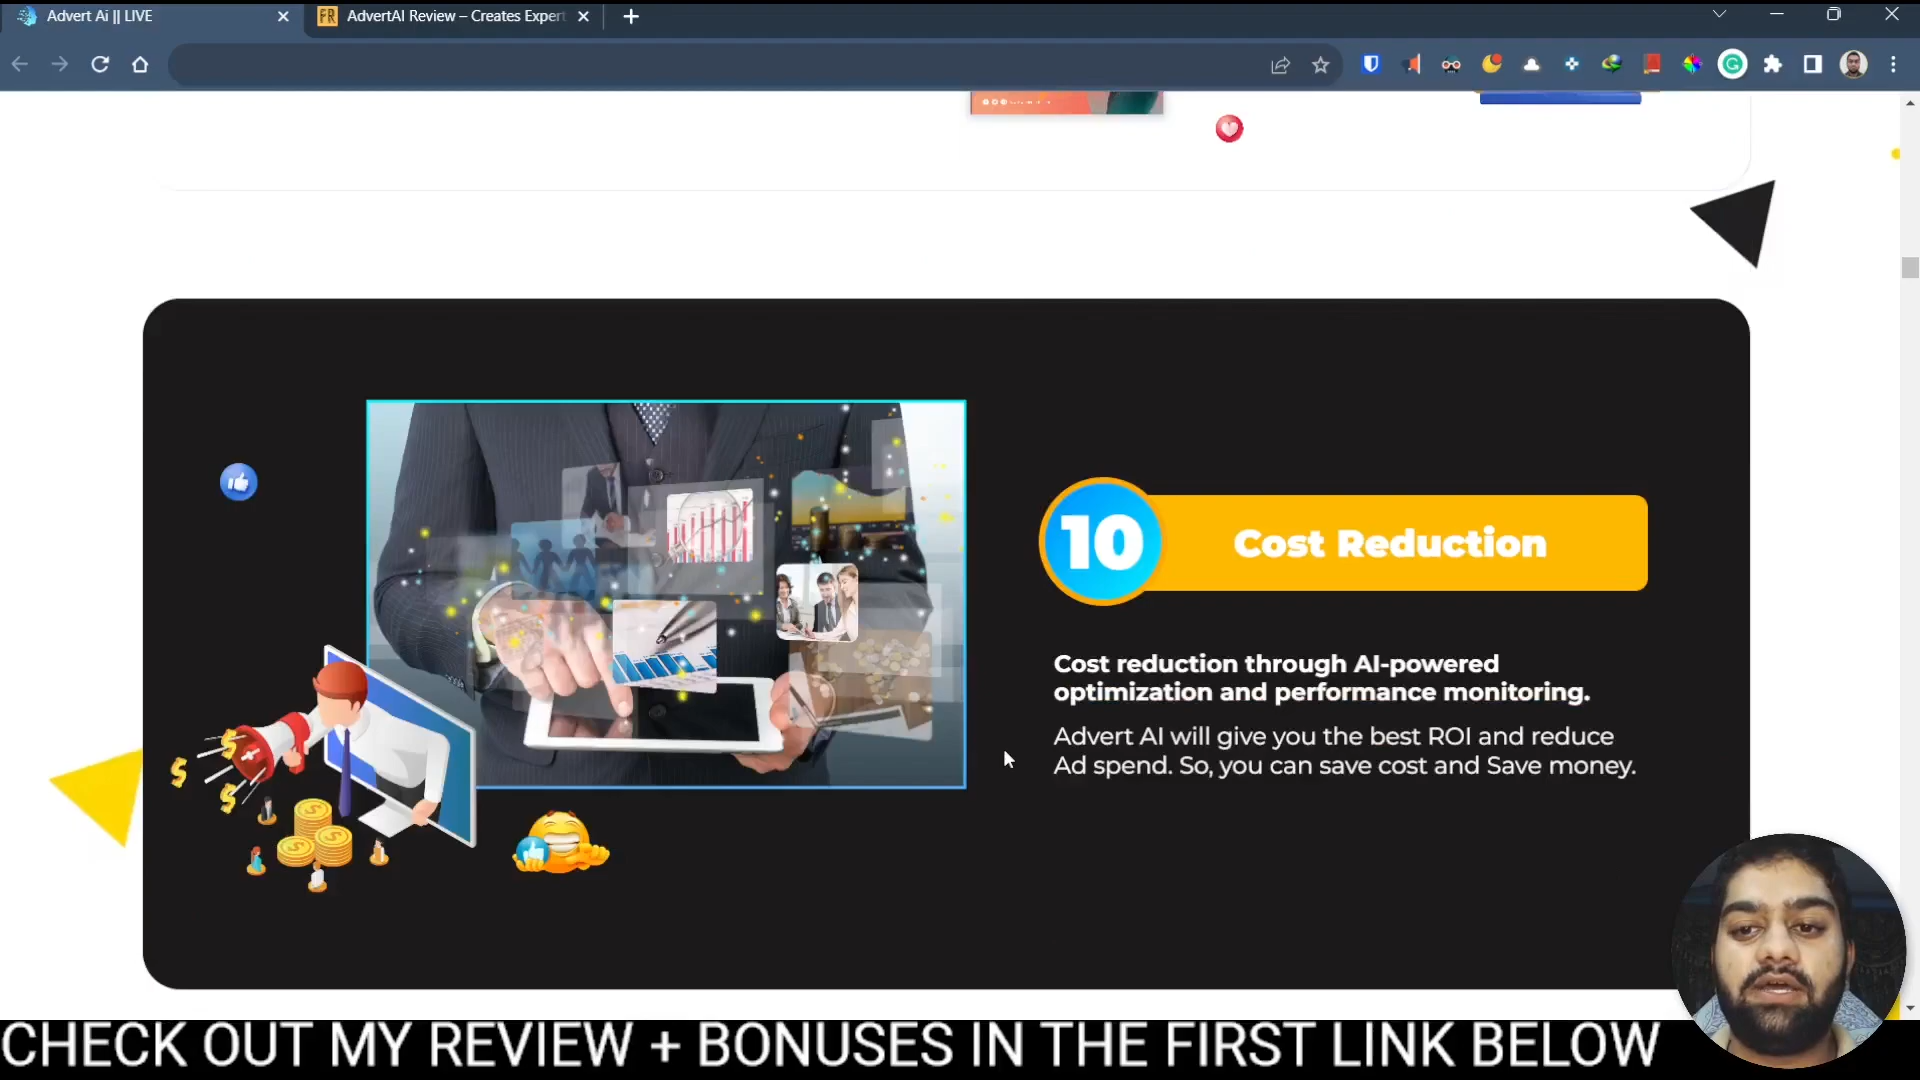 Advert Ai || LIVE
AdvertAI Review – Creates Expert
10
Cost Reduction
Cost reduction through AI-powered
optimization and performance monitoring.
Advert AI will give you the best ROI and reduce
Ad spend. So, you can save cost and Save money.
CHECK OUT MY REVIEW + BONUSES IN THE FIRST LINK BELOW